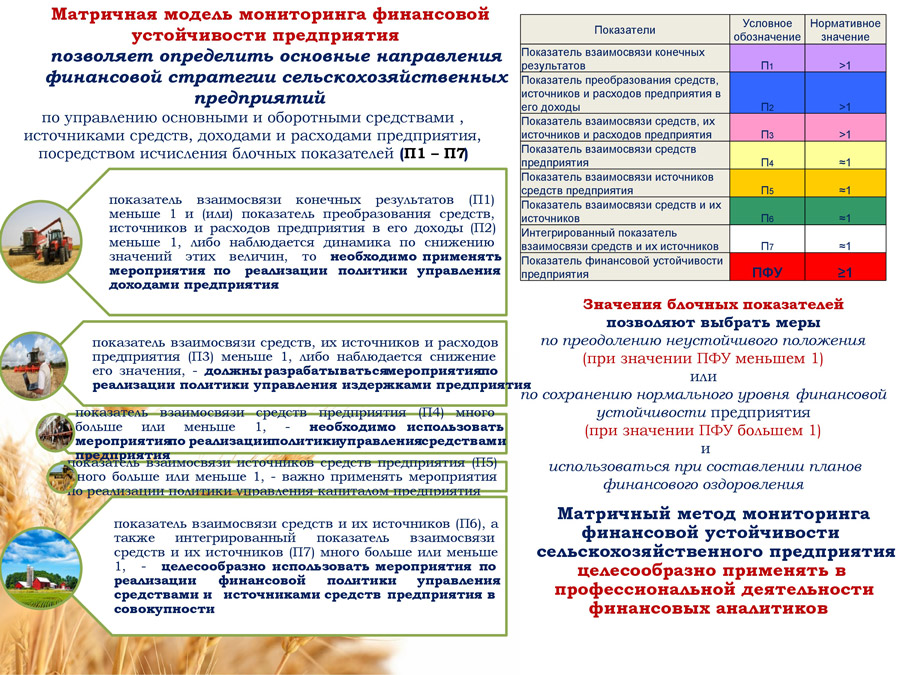 Матричная модель мониторинга финансовой
устойчивости предприятия
позволяет определить основные направления
финансовой стратегии сельскохозяйственных
предприятий
по управлению основными и оборотными средствами ,
источниками средств, доходами и расходами предприятия,
посредством исчисления блочных показателей (П1 – П7)
показатель взаимосвязи конечных результатов (П1)
меньше 1 и (или) показатель преобразования средств,
источников и расходов предприятия в его доходы (П2)
меньше 1, либо наблюдается динамика по снижению
значений этих величин, то необходимо применять
мероприятия по реализации политики управления
доходами предприятия
показатель взаимосвязи средств, их источников и расходов
предприятия (П3) меньше 1, либо наблюдается снижение
его значения, - должны разрабатываться мероприятия по
реализации политики управления издержками предприятия
показатель взаимосвязи средств предприятия (П4) много
больше или меньше 1, - необходимо использовать
мероприятия по реализации политики управления средствами
предприятия
показатель взаимосвязи источников средств предприятия (П5)
много больше или меньше 1, - важно применять мероприятия
по реализации политики управления капиталом предприятия
показатель взаимосвязи средств и их источников (П6), а
также интегрированный показатель взаимосвязи
средств и их источников (П7) много больше или меньше
1, - целесообразно использовать мероприятия по
реализации финансовой политики управления
средствами и источниками средств предприятия в
совокупности
Показатели Условное обозначение Нормативное значение
Показатель взаимосвязи конечных
результатов П1 >1
Показатель преобразования средств,
источников и расходов предприятия в
его доходы П2 >1
Показатель взаимосвязи средств, их
источников и расходов предприятия П3 >1
Показатель взаимосвязи средств
предприятия П4 ≈1
Показатель взаимосвязи источников
средств предприятия П5 ≈1
Показатель взаимосвязи средств и их
источников П6 ≈1
Интегрированный показатель
взаимосвязи средств и их источников П7 ≈1
Показатель финансовой устойчивости
предприятия ПФУ ≥1
Значения блочных показателей
позволяют выбрать меры
по преодолению неустойчивого положения
(при значении ПФУ меньшем 1)
или
по сохранению нормального уровня финансовой
устойчивости предприятия
(при значении ПФУ большем 1)
и
использоваться при составлении планов
финансового оздоровления
Матричный метод мониторинга
финансовой устойчивости
сельскохозяйственного предприятия
целесообразно применять в
профессиональной деятельности
финансовых аналитиков